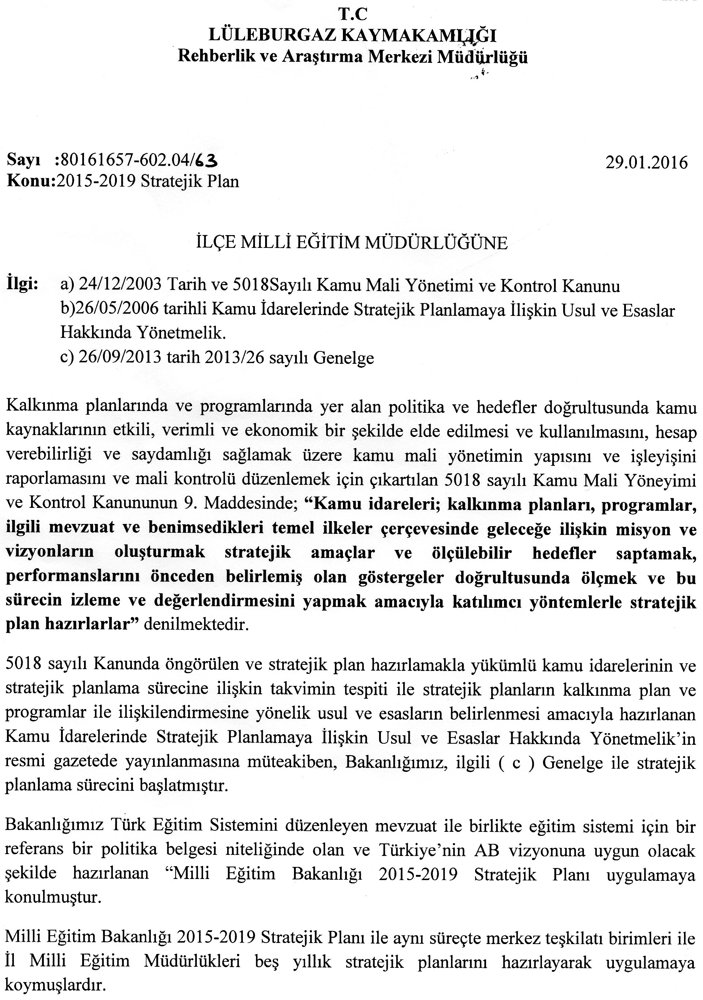 T.C
LÜLEBURGAZ KAYMAKAMLIĞI
Rehberlik ve Araştırma Merkezi Müdürlüğü
Sayı :80161657-602.04/63
29.01.2016
Konu:2015-2019 Stratejik Plan
İLÇE MİLLİ EĞİTİM MÜDÜRLÜĞÜNE
İlgi: a) 24/12/2003 Tarih ve 5018Sayılı Kamu Mali Yönetimi ve Kontrol Kanunu
b)26/05/2006 tarihli Kamu İdarelerinde Stratejik Planlamaya İlişkin Usul ve Esaslar
Hakkında Yönetmelik.
c) 26/09/2013 tarih 2013/26 sayılı Genelge
Kalkınma planlarında ve programlarında yer alan politika ve hedefler doğrultusunda kamu
kaynaklarının etkili, verimli ve ekonomik bir şekilde elde edilmesi ve kullanılmasını, hesap
verebilirliği ve saydamlığı sağlamak üzere kamu mali yönetimin yapısını ve işleyişini
raporlamasını ve mali kontrolü düzenlemek için çıkartılan 5018 sayılı Kamu Mali Yöneyimi
ve Kontrol Kanununun 9. Maddesinde; “Kamu idareleri; kalkınma planları, programlar,
ilgili mevzuat ve benimsedikleri temel ilkeler çerçevesinde geleceğe ilişkin misyon ve
vizyonların oluşturmak stratejik amaçlar ve ölçülebilir hedefler saptamak,
performanslarını önceden belirlemiş olan göstergeler doğrultusunda ölçmek ve bu
sürecin izleme ve değerlendirmesini yapmak amacıyla katılımcı yöntemlerle stratejik
plan hazırlarlar” denilmektedir.
5018 sayılı Kanunda öngörülen ve stratejik plan hazırlamakla yükümlü kamu idarelerinin ve
stratejik planlama sürecine ilişkin takvimin tespiti ile stratejik planların kalkınma plan ve
programlar ile ilişkilendirmesine yönelik usul ve esasların belirlenmesi amacıyla hazırlanan
Kamu İdarelerinde Stratejik Planlamaya İlişkin Usul ve Esaslar Hakkında Yönetmelik’in
resmi gazetede yayınlanmasına müteakiben, Bakanlığımız, ilgili ( c ) Genelge ile stratejik
planlama sürecini başlatmıştır.
Bakanlığımız Türk Eğitim Sistemini düzenleyen mevzuat ile birlikte eğitim sistemi için bir
referans bir politika belgesi niteliğinde olan ve Türkiye’nin AB vizyonuna uygun olacak
şekilde hazırlanan “Milli Eğitim Bakanlığı 2015-2019 Stratejik Planı uygulamaya
konulmuştur.
Milli Eğitim Bakanlığı 2015-2019 Stratejik Planı ile aynı süreçte merkez teşkilatı birimleri ile
İl Milli Eğitim Müdürlükleri beş yıllık stratejik planlarını hazırlayarak uygulamaya
koymuşlardır.